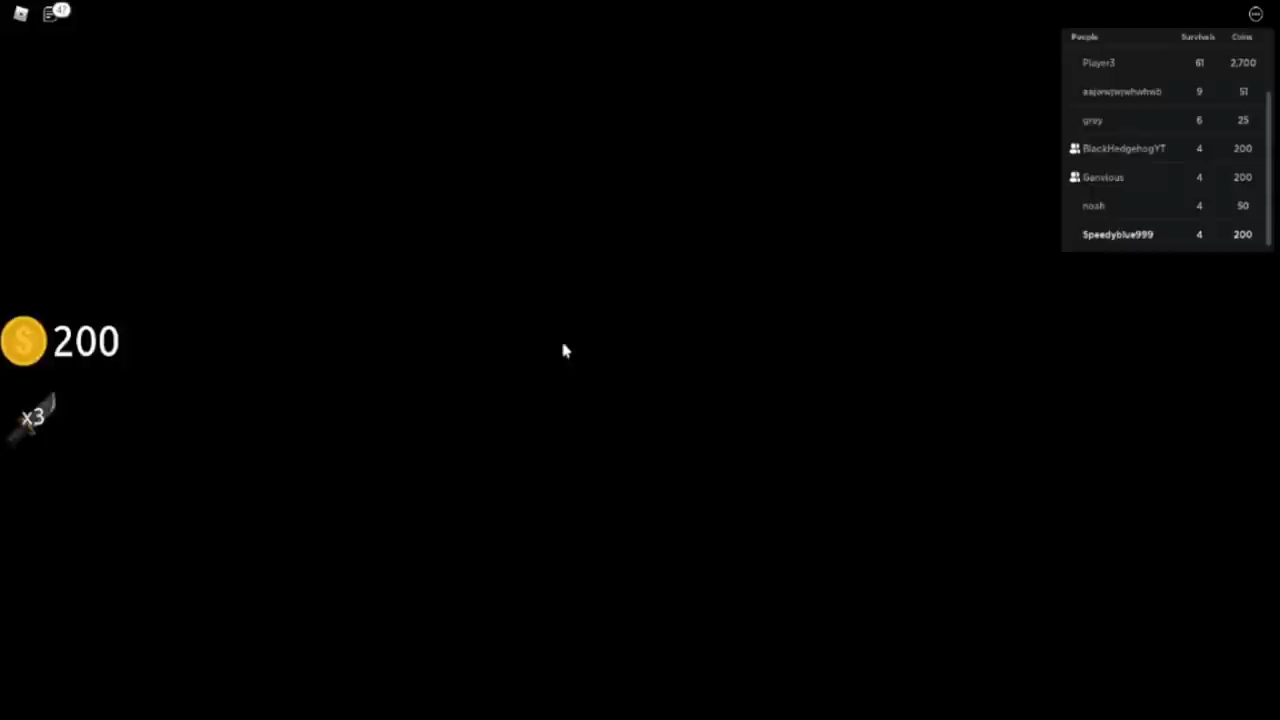 47
People Survivals Coins
Player3 61 2,700
9 51
grey 6 25
BlackHedgehogYT 4 200
Genvious 4 200
noah 4 50
Speedyblue999 4 200
200
x3